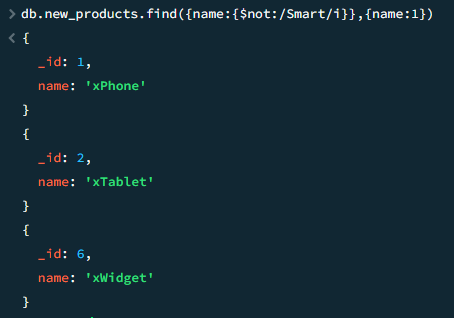 > db.new_products.find({name:{$not:/Smart/i}},{name:1})
< {
_id: 1,
name: 'xPhone'
}
{
_id: 2,
name: 'xTablet'
}
{
_id: 6,
name: 'xWidget'
}